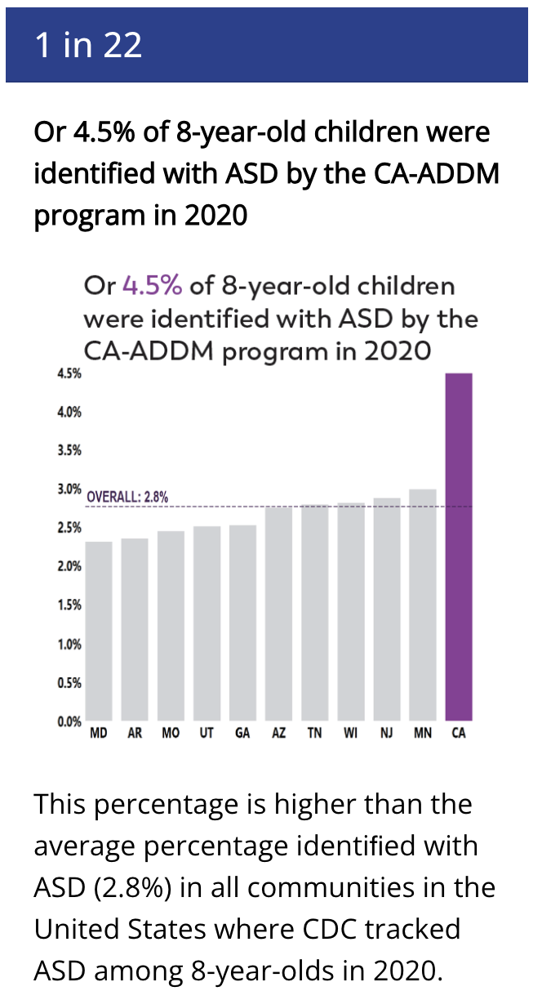 1 in 22
Or 4.5% of 8-year-old children were
identified with ASD by the CA-ADDM
program in 2020
Or 4.5% of 8-year-old children
were identified with ASD by the
CA-ADDM program in 2020
4.5%
4.0%
3.5%
3.0%
OVERALL: 2.8%
2.5%
2.0%
1.5%
1.0%
0.5%
0.0%
MD AR MO UT GA AZ TN WI NJ MN CA
This percentage is higher than the
average percentage identified with
ASD (2.8%) in all communities in the
United States where CDC tracked
ASD among 8-year-olds in 2020.